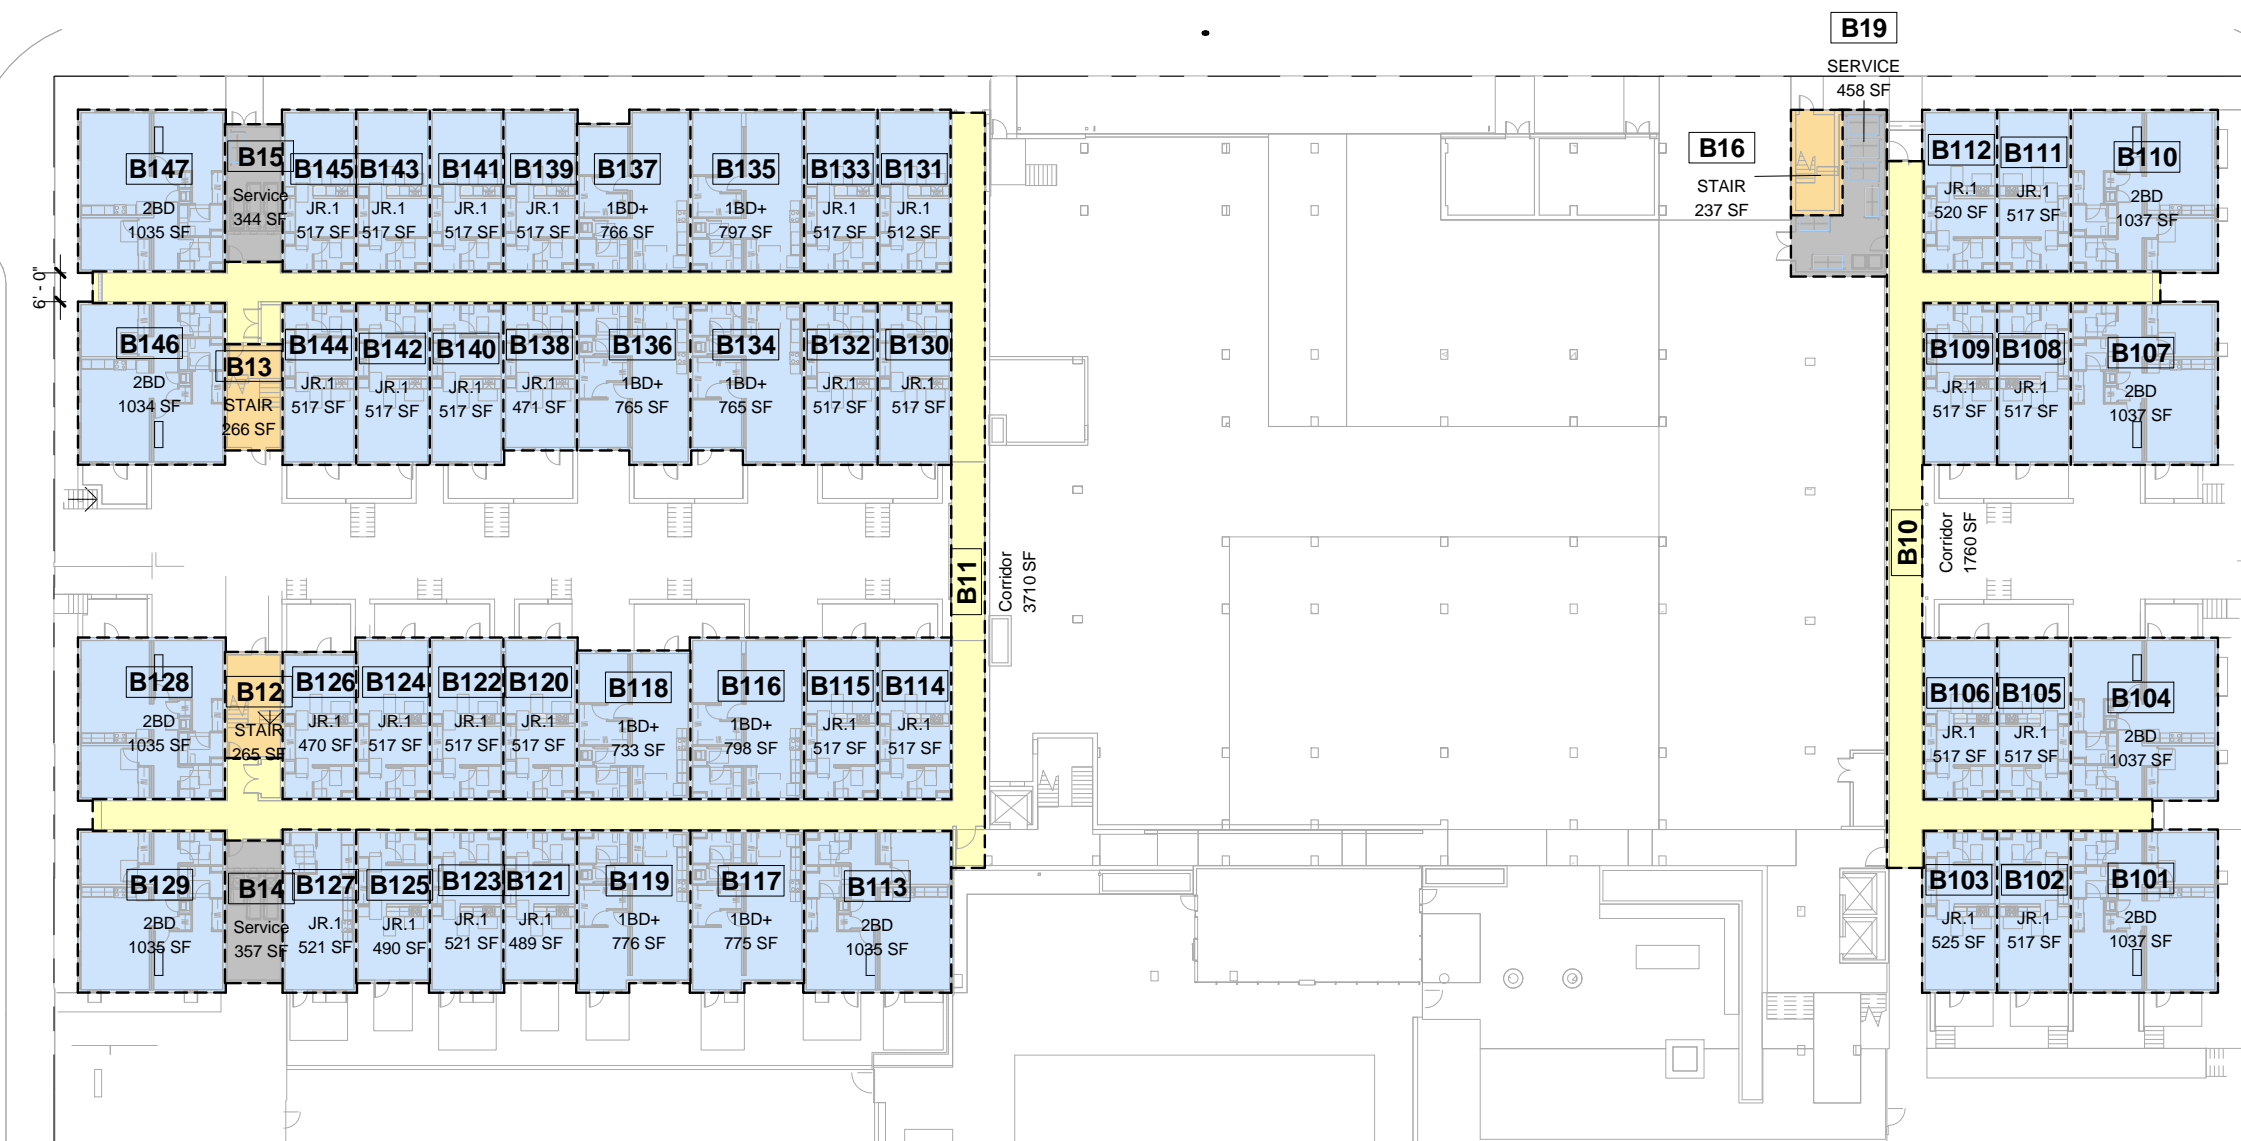 B19
SERVICE
458 SF
B16
STAIR
237 SF
B147
2BD
1035 SF
B15
Service
344 SF
B145
JR.1
517 SF
B143
JR.1
517 SF
B141
JR.1
517 SF
B139
JR.1
517 SF
B137
1BD+
766 SF
B135
1BD+
797 SF
B133
JR.1
517 SF
B131
JR.1
512 SF
B112
JR.1
520 SF
B111
JR.1
517 SF
B110
2BD
1037 SF
6' - 0"
B146
2BD
1034 SF
B13
STAIR
266 SF
B144
JR.1
517 SF
B142
JR.1
517 SF
B140
JR.1
517 SF
B138
JR.1
471 SF
B136
1BD+
765 SF
B134
1BD+
765 SF
B132
JR.1
517 SF
B130
JR.1
517 SF
B109
JR.1
517 SF
B108
JR.1
517 SF
B107
2BD
1037 SF
B11
Corridor
3710 SF
B10
Corridor
1760 SF
B128
2BD
1035 SF
B12
STAIR
265 SF
B126
JR.1
470 SF
B124
JR.1
517 SF
B122
JR.1
517 SF
B120
JR.1
517 SF
B118
1BD+
733 SF
B116
1BD+
798 SF
B115
JR.1
517 SF
B114
JR.1
517 SF
B106
JR.1
517 SF
B105
JR.1
517 SF
B104
2BD
1037 SF
B129
2BD
1035 SF
B14
Service
357 SF
B127
JR.1
521 SF
B125
JR.1
490 SF
B123
JR.1
521 SF
B121
JR.1
489 SF
B119
1BD+
776 SF
B117
1BD+
775 SF
B113
2BD
1035 SF
B103
JR.1
525 SF
B102
JR.1
517 SF
B101
2BD
1037 SF